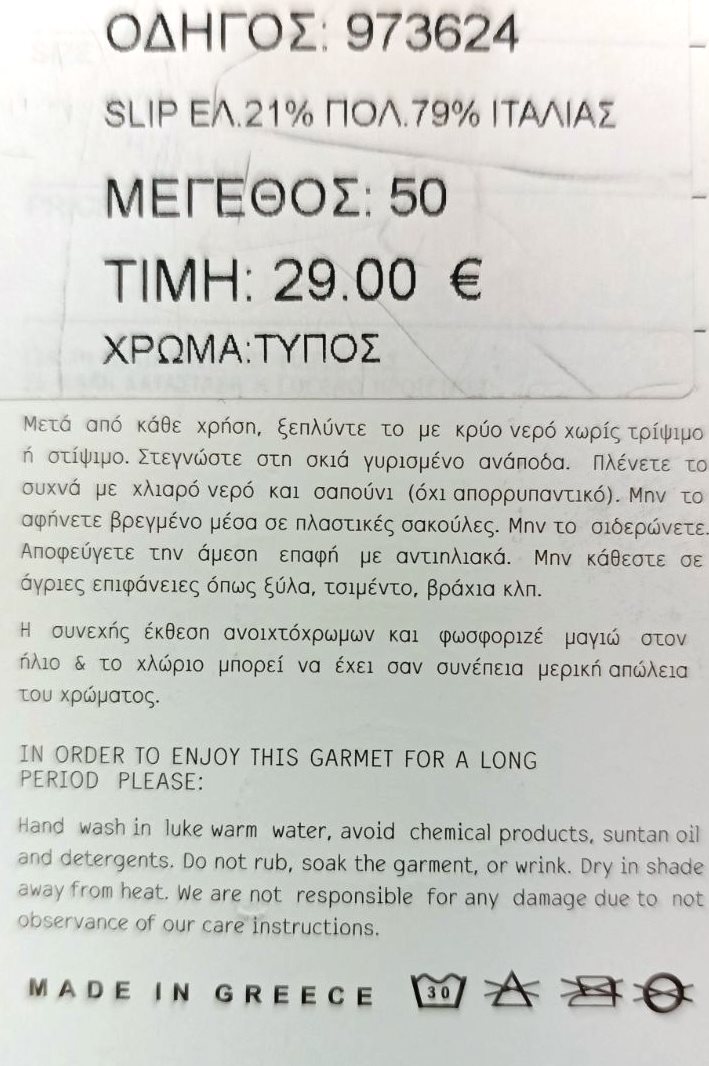 ΟΔΗΓΟΣ: 973624
SLIP ΕΛ.21% ΠΟΛ.79% ΙΤΑΛΙΑΣ
ΜΕΓΕΘΟΣ: 50
ΤΙΜΗ: 29.00 €
ΧΡΩΜΑ:ΤΥΠΟΣ
Μετά από κάθε χρήση, ξεπλύντε το με κρύο νερό χωρίς τρίψιμο
ή στίψιμο. Στεγνώστε στη σκιά γυρισμένο ανάποδα. Πλένετε το
συχνά με χλιαρό νερό και σαπούνι (όχι απορρυπαντικό). Μην το
αφήνετε βρεγμένο μέσα σε πλαστικές σακούλες. Μην το σιδερώνετε.
Αποφεύγετε την άμεση επαφή με αντιηλιακά. Μην κάθεστε σε
άγριες επιφάνειες όπως ξύλα, τσιμέντο, βράχια κλπ.
Η συνεχής έκθεση ανοιχτόχρωμων και φωσφοριζέ μαγιώ στον
ήλιο & το χλώριο μπορεί να έχει σαν συνέπεια μερική απώλεια
του χρώματος.
IN ORDER TO ENJOY THIS GARMET FOR A LONG
PERIOD PLEASE:
Hand wash in luke warm water, avoid chemical products, suntan oil
and detergents. Do not rub, soak the garment, or wrink. Dry in shade
away from heat. We are not responsible for any damage due to not
observance of our care instructions.
MADE IN GREECE 30